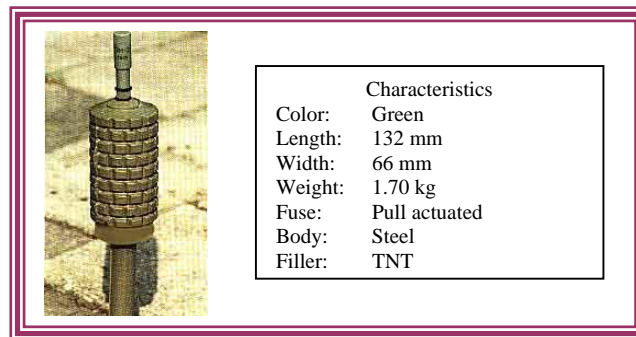 Characteristics
Color: Green
Length: 132 mm
Width: 66 mm
Weight: 1.70 kg
Fuse: Pull actuated
Body: Steel
Filler: TNT